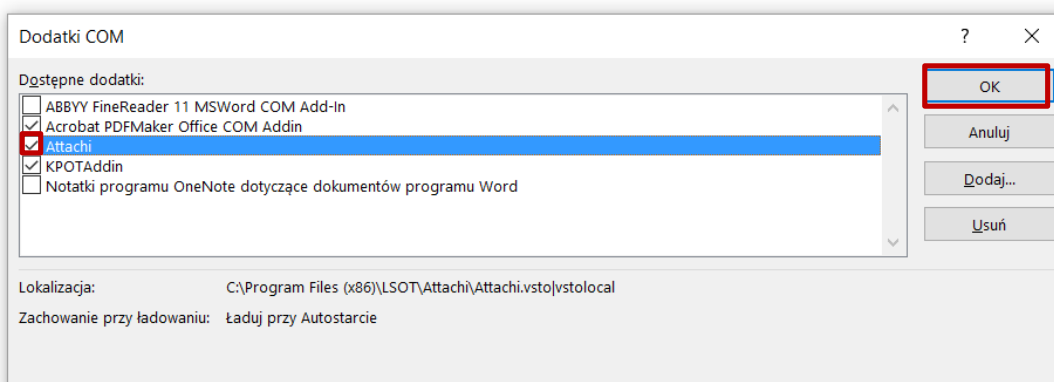 Dodatki COM
?
Dostępne dodatki:
ABBYY FineReader 11 MSWord COM Add-In
Acrobat PDFMaker Office COM Addin
Attachi
KPOTAddin
Notatki programu OneNote dotyczące dokumentów programu Word
OK
Anuluj
Dodaj...
Usuń
Lokalizacja: C:\Program Files (x86)\LSOT\Attachi\Attachi.vsto|vstolocal
Zachowanie przy ładowaniu: Ładuj przy Autostarcie